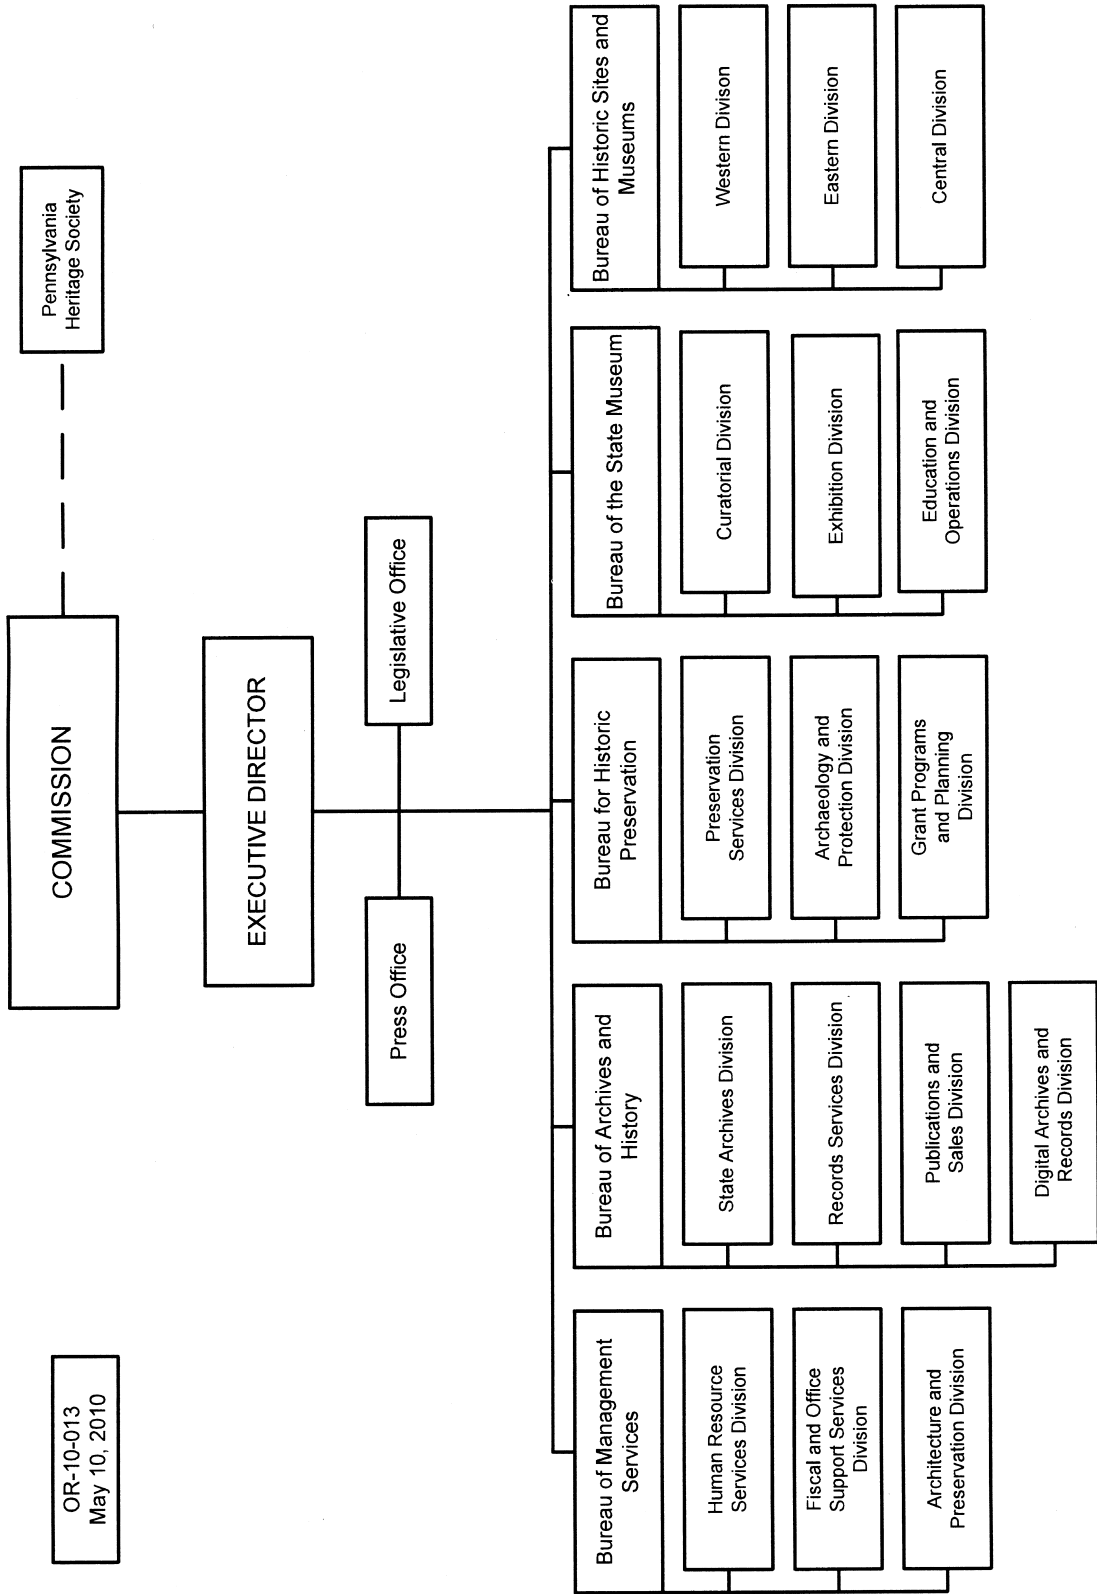 OR-10-013
May 10, 2010
COMMISSION
Pennsylvania
Heritage Society
EXECUTIVE DIRECTOR
Press Office
Legislative Office
Bureau of Management
Services
Human Resource
Services Division
Fiscal and Office
Support Services
Division
Architecture and
Preservation Division
Bureau of Archives and
History
State Archives Division
Records Services Division
Publications and
Sales Division
Digital Archives and
Records Division
Bureau for Historic
Preservation
Preservation
Services Division
Archaeology and
Protection Division
Grant Programs
and Planning
Division
Bureau of the State Museum
Curatorial Division
Exhibition Division
Education and
Operations Division
Bureau of Historic Sites and
Museums
Western Divison
Eastern Division
Central Division